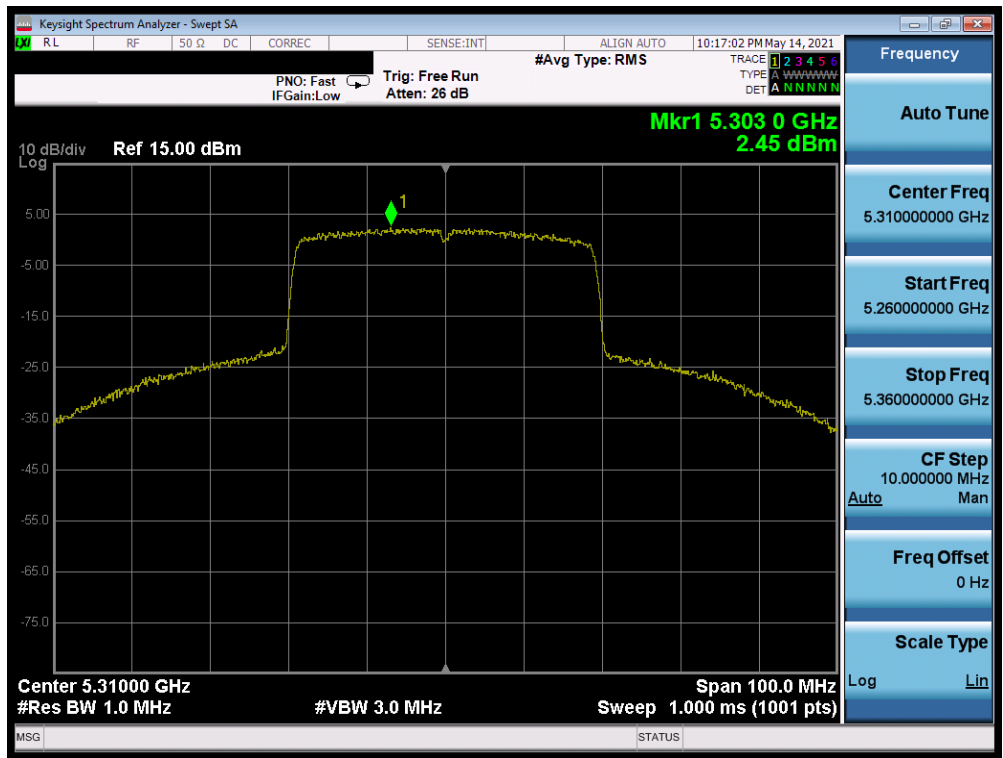 Keysight Spectrum Analyzer - Swept SA
LXI RL RF 50 Ω DC CORREC SENSE:INT ALIGN AUTO 10:17:02 PM May 14, 2021
#Avg Type: RMS
TRACE 1 2 3 4 5 6
TYPE A WWWWW
DET A N N N N N
PNO: Fast
IFGain:Low
Trig: Free Run
Atten: 26 dB
Mkr1 5.303 0 GHz
2.45 dBm
10 dB/div Ref 15.00 dBm
Log
1
5.00
-5.00
-15.0
-25.0
-35.0
-45.0
-55.0
-65.0
-75.0
Center 5.31000 GHz Span 100.0 MHz
#Res BW 1.0 MHz #VBW 3.0 MHz Sweep 1.000 ms (1001 pts)
MSG STATUS
Frequency
Auto Tune
Center Freq
5.310000000 GHz
Start Freq
5.260000000 GHz
Stop Freq
5.360000000 GHz
CF Step
10.000000 MHz
Auto Man
Freq Offset
0 Hz
Scale Type
Log Lin